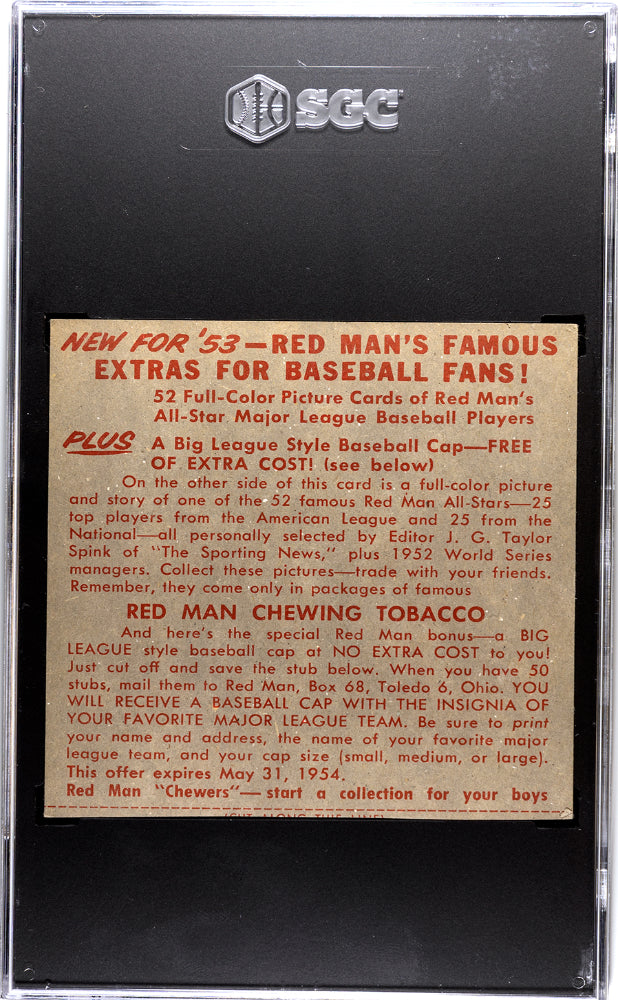 SGC
NEW FOR '53—RED MAN'S FAMOUS
EXTRAS FOR BASEBALL FANS!
52 Full-Color Picture Cards of Red Man's
All-Star Major League Baseball Players
PLUS A Big League Style Baseball Cap—FREE
OF EXTRA COST! (see below)
On the other side of this card is a full-color picture
and story of one of the 52 famous Red Man All-Stars—25
top players from the American League and 25 from the
National—all personally selected by Editor J. G. Taylor
Spink of "The Sporting News," plus 1952 World Series
managers. Collect these pictures—trade with your friends.
Remember, they come only in packages of famous
RED MAN CHEWING TOBACCO
And here's the special Red Man bonus—a BIG
LEAGUE style baseball cap at NO EXTRA COST to you!
Just cut off and save the stub below. When you have 50
stubs, mail them to Red Man, Box 68, Toledo 6, Ohio. YOU
WILL RECEIVE A BASEBALL CAP WITH THE INSIGNIA OF
YOUR FAVORITE MAJOR LEAGUE TEAM. Be sure to print
your name and address, the name of your favorite major
league team, and your cap size (small, medium, or large).
This offer expires May 31, 1954.
Red Man "Chewers"—start a collection for your boys
(CUT ALONG THIS LINE)